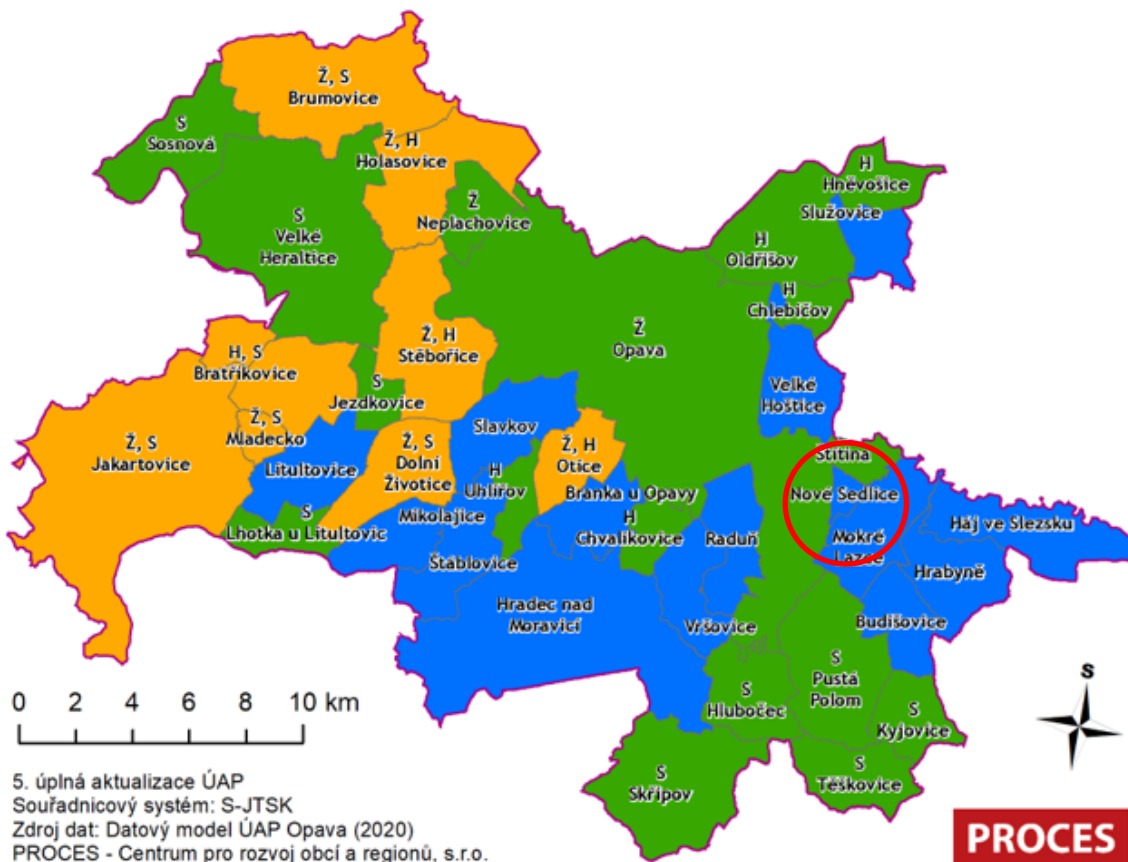 Ž, S
Brumovice
S
Sosnová
Ž, H
Holasovice
Ž
Neplachovice
H
Hněvošice
Služovice
S
Velké
Heraltice
H
Oldřišov
H
Chlebičov
Ž
Opava
Ž, H
Stěbořice
H, S
Bratříkovice
S
Jezdkovice
Velké
Hoštice
Ž, S
Mladecko
Slavkov
Ž, S
Jakartovice
Litultovice
Ž, S
Dolní
Životice
Ž, H
Otice
Štítina
H
Uhlířov
Branka u Opavy
Nové Sedlice
S
Lhotka u Litultovic
Mikolajice
H
Chvalíkovice
Raduň
Mokré
Lazce
Háj ve Slezsku
Štáblovice
Hrabyně
Hradec nad
Moravicí
Vršovice
Budišovice
S
Pustá
Polom
S
Hlubočec
S
Kyjovice
S
Skřipov
S
Těškovice
S
0 2 4 6 8 10 km
5. úplná aktualizace ÚAP
Souřadnicový systém: S-JTSK
Zdroj dat: Datový model ÚAP Opava (2020)
PROCES - Centrum pro rozvoj obcí a regionů, s.r.o.
PROCES